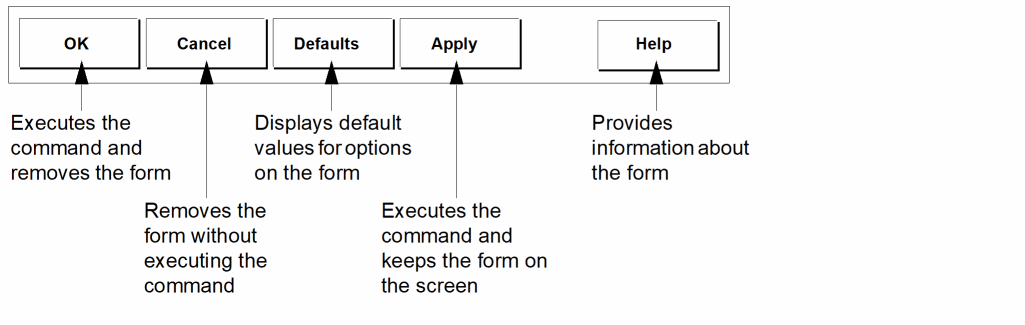 OK
Cancel
Defaults
Apply
Help
Executes the
command and
removes the form
Displays default
values for options
on the form
Provides
information about
the form
Removes the
form without
executing the
command
Executes the
command and
keeps the form on
the screen